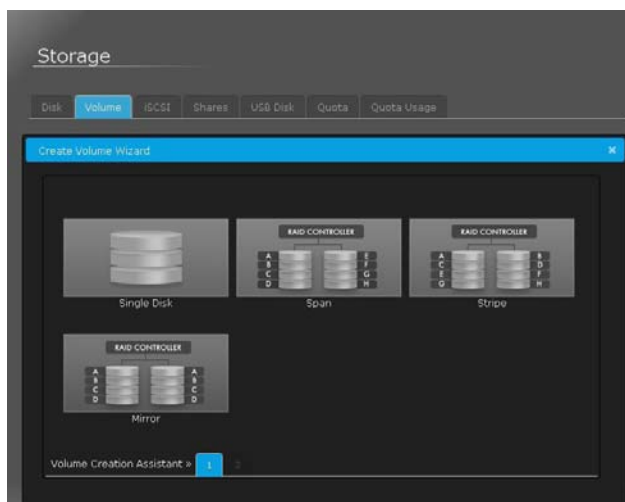 Storage
Disk Volume iSCSI Shares USB Disk Quota Quota Usage
Create Volume Wizard ×
RAID CONTROLLER
A E
B F
C G
D H
RAID CONTROLLER
A B
C D
E F
G H
Single Disk Span Stripe
RAID CONTROLLER
A A
B B
C C
D D
Mirror
Volume Creation Assistant » 1 2